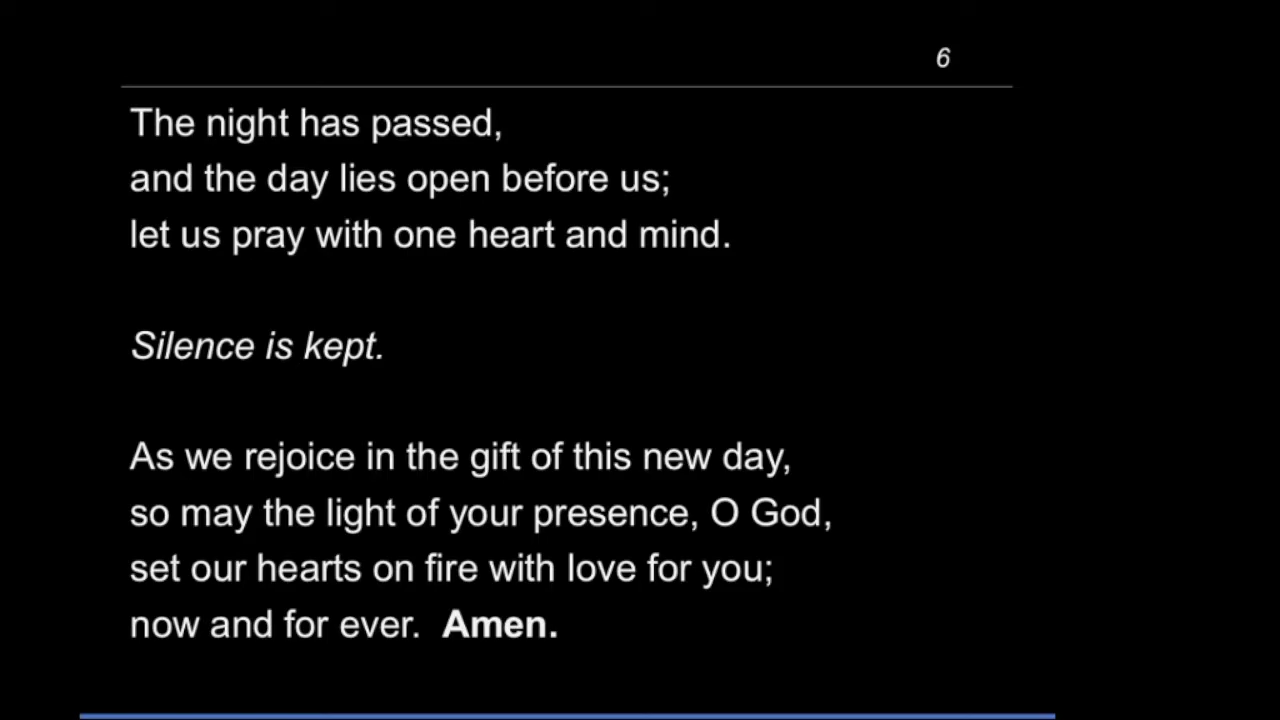 6
The night has passed,
and the day lies open before us;
let us pray with one heart and mind.
Silence is kept.
As we rejoice in the gift of this new day,
so may the light of your presence, O God,
set our hearts on fire with love for you;
now and for ever. Amen.